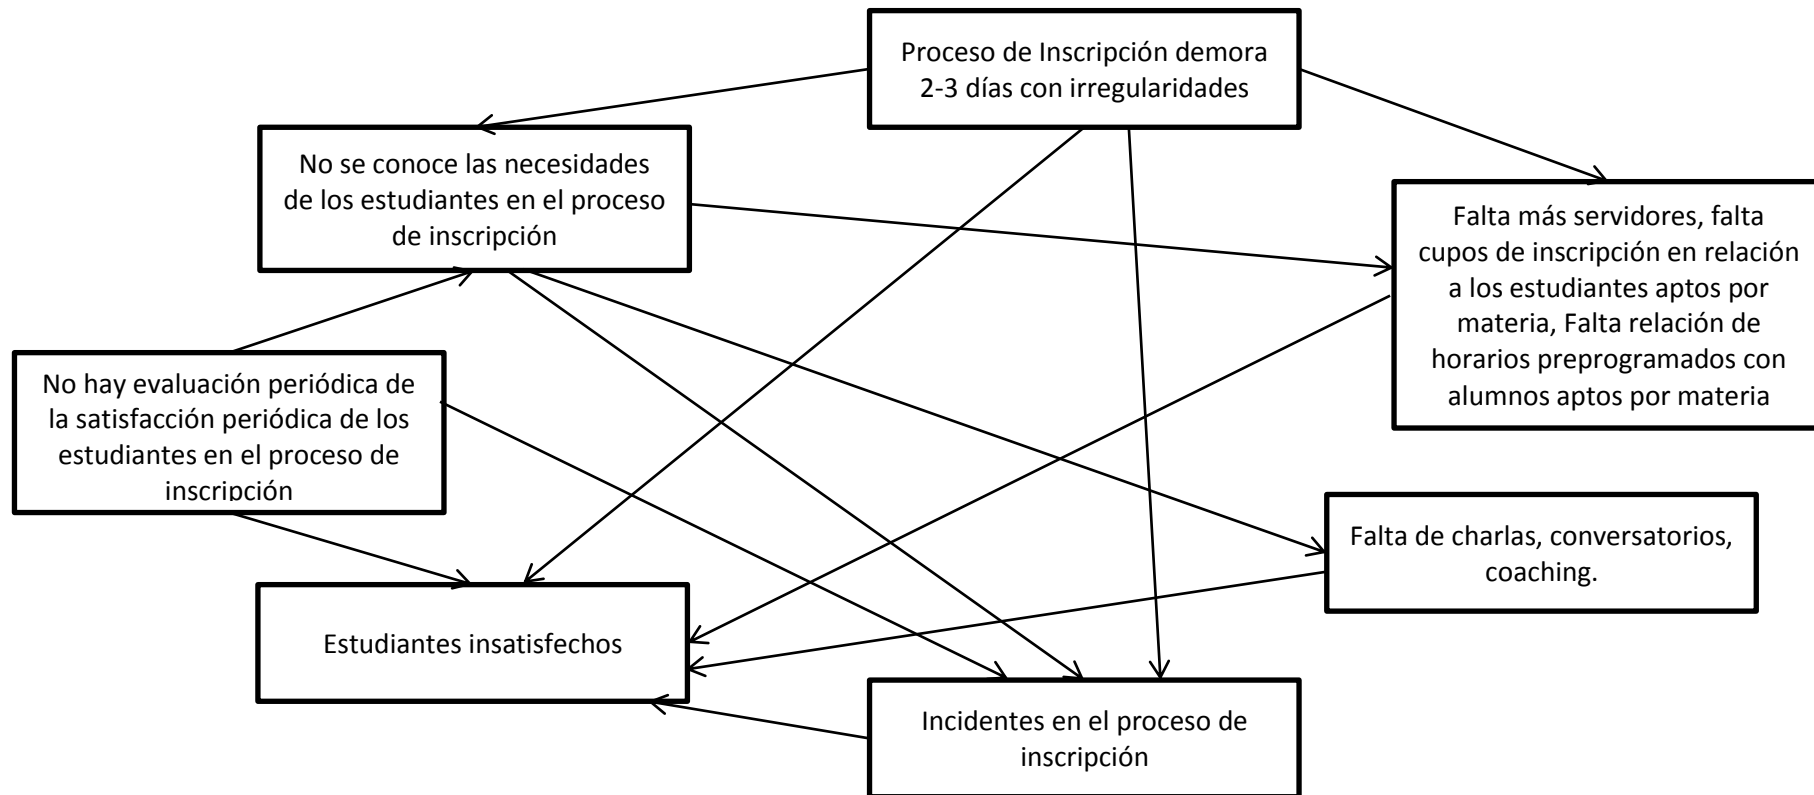 Proceso de Inscripción demora
2-3 días con irregularidades
No se conoce las necesidades
de los estudiantes en el proceso
de inscripción
Falta más servidores, falta
cupos de inscripción en relación
a los estudiantes aptos por
materia, Falta relación de
horarios preprogramados con
alumnos aptos por materia
No hay evaluación periódica de
la satisfacción periódica de los
estudiantes en el proceso de
inscripción
Falta de charlas, conversatorios,
coaching.
Estudiantes insatisfechos
Incidentes en el proceso de
inscripción